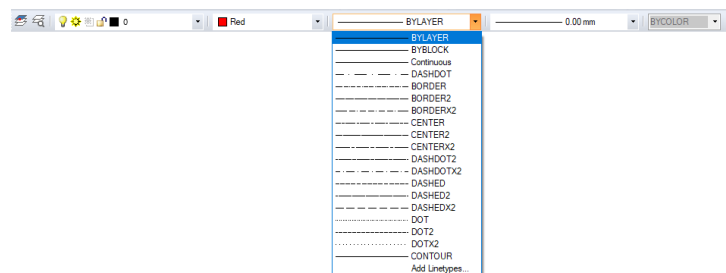 0 Red BYLAYER 0.00 mm BYCOLOR
BYLAYER
BYBLOCK
Continuous
DASHDOT
BORDER
BORDER2
BORDERX2
CENTER
CENTER2
CENTERX2
DASHDOT2
DASHDOTX2
DASHED
DASHED2
DASHEDX2
DOT
DOT2
DOTX2
CONTOUR
Add Linetypes...